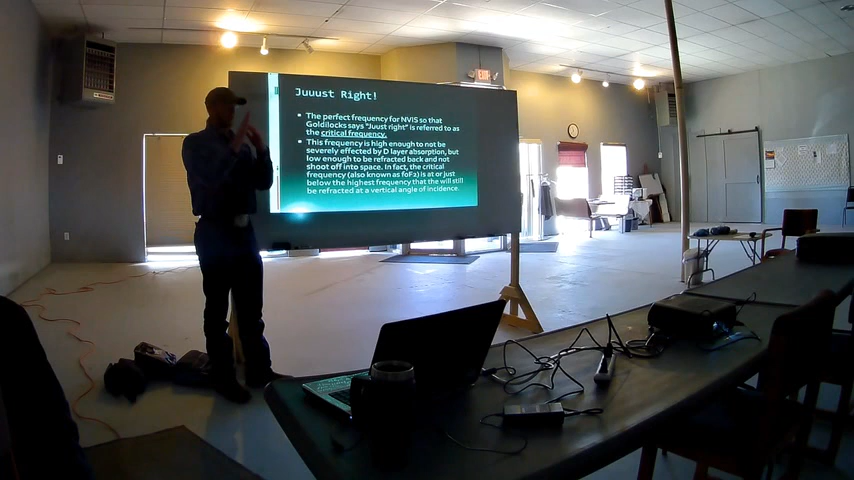 EXIT
Juuust Right!
The perfect frequency for NVIS so that
Goldilocks says "Juust right" is referred to as
the critical frequency.
This frequency is high enough to not be
severely effected by D layer absorption, but
low enough to be refracted back and not
shoot off into space. In fact, the critical
frequency (also known as foF2) is at or just
below the highest frequency that the will still
be refracted at a vertical angle of incidence.